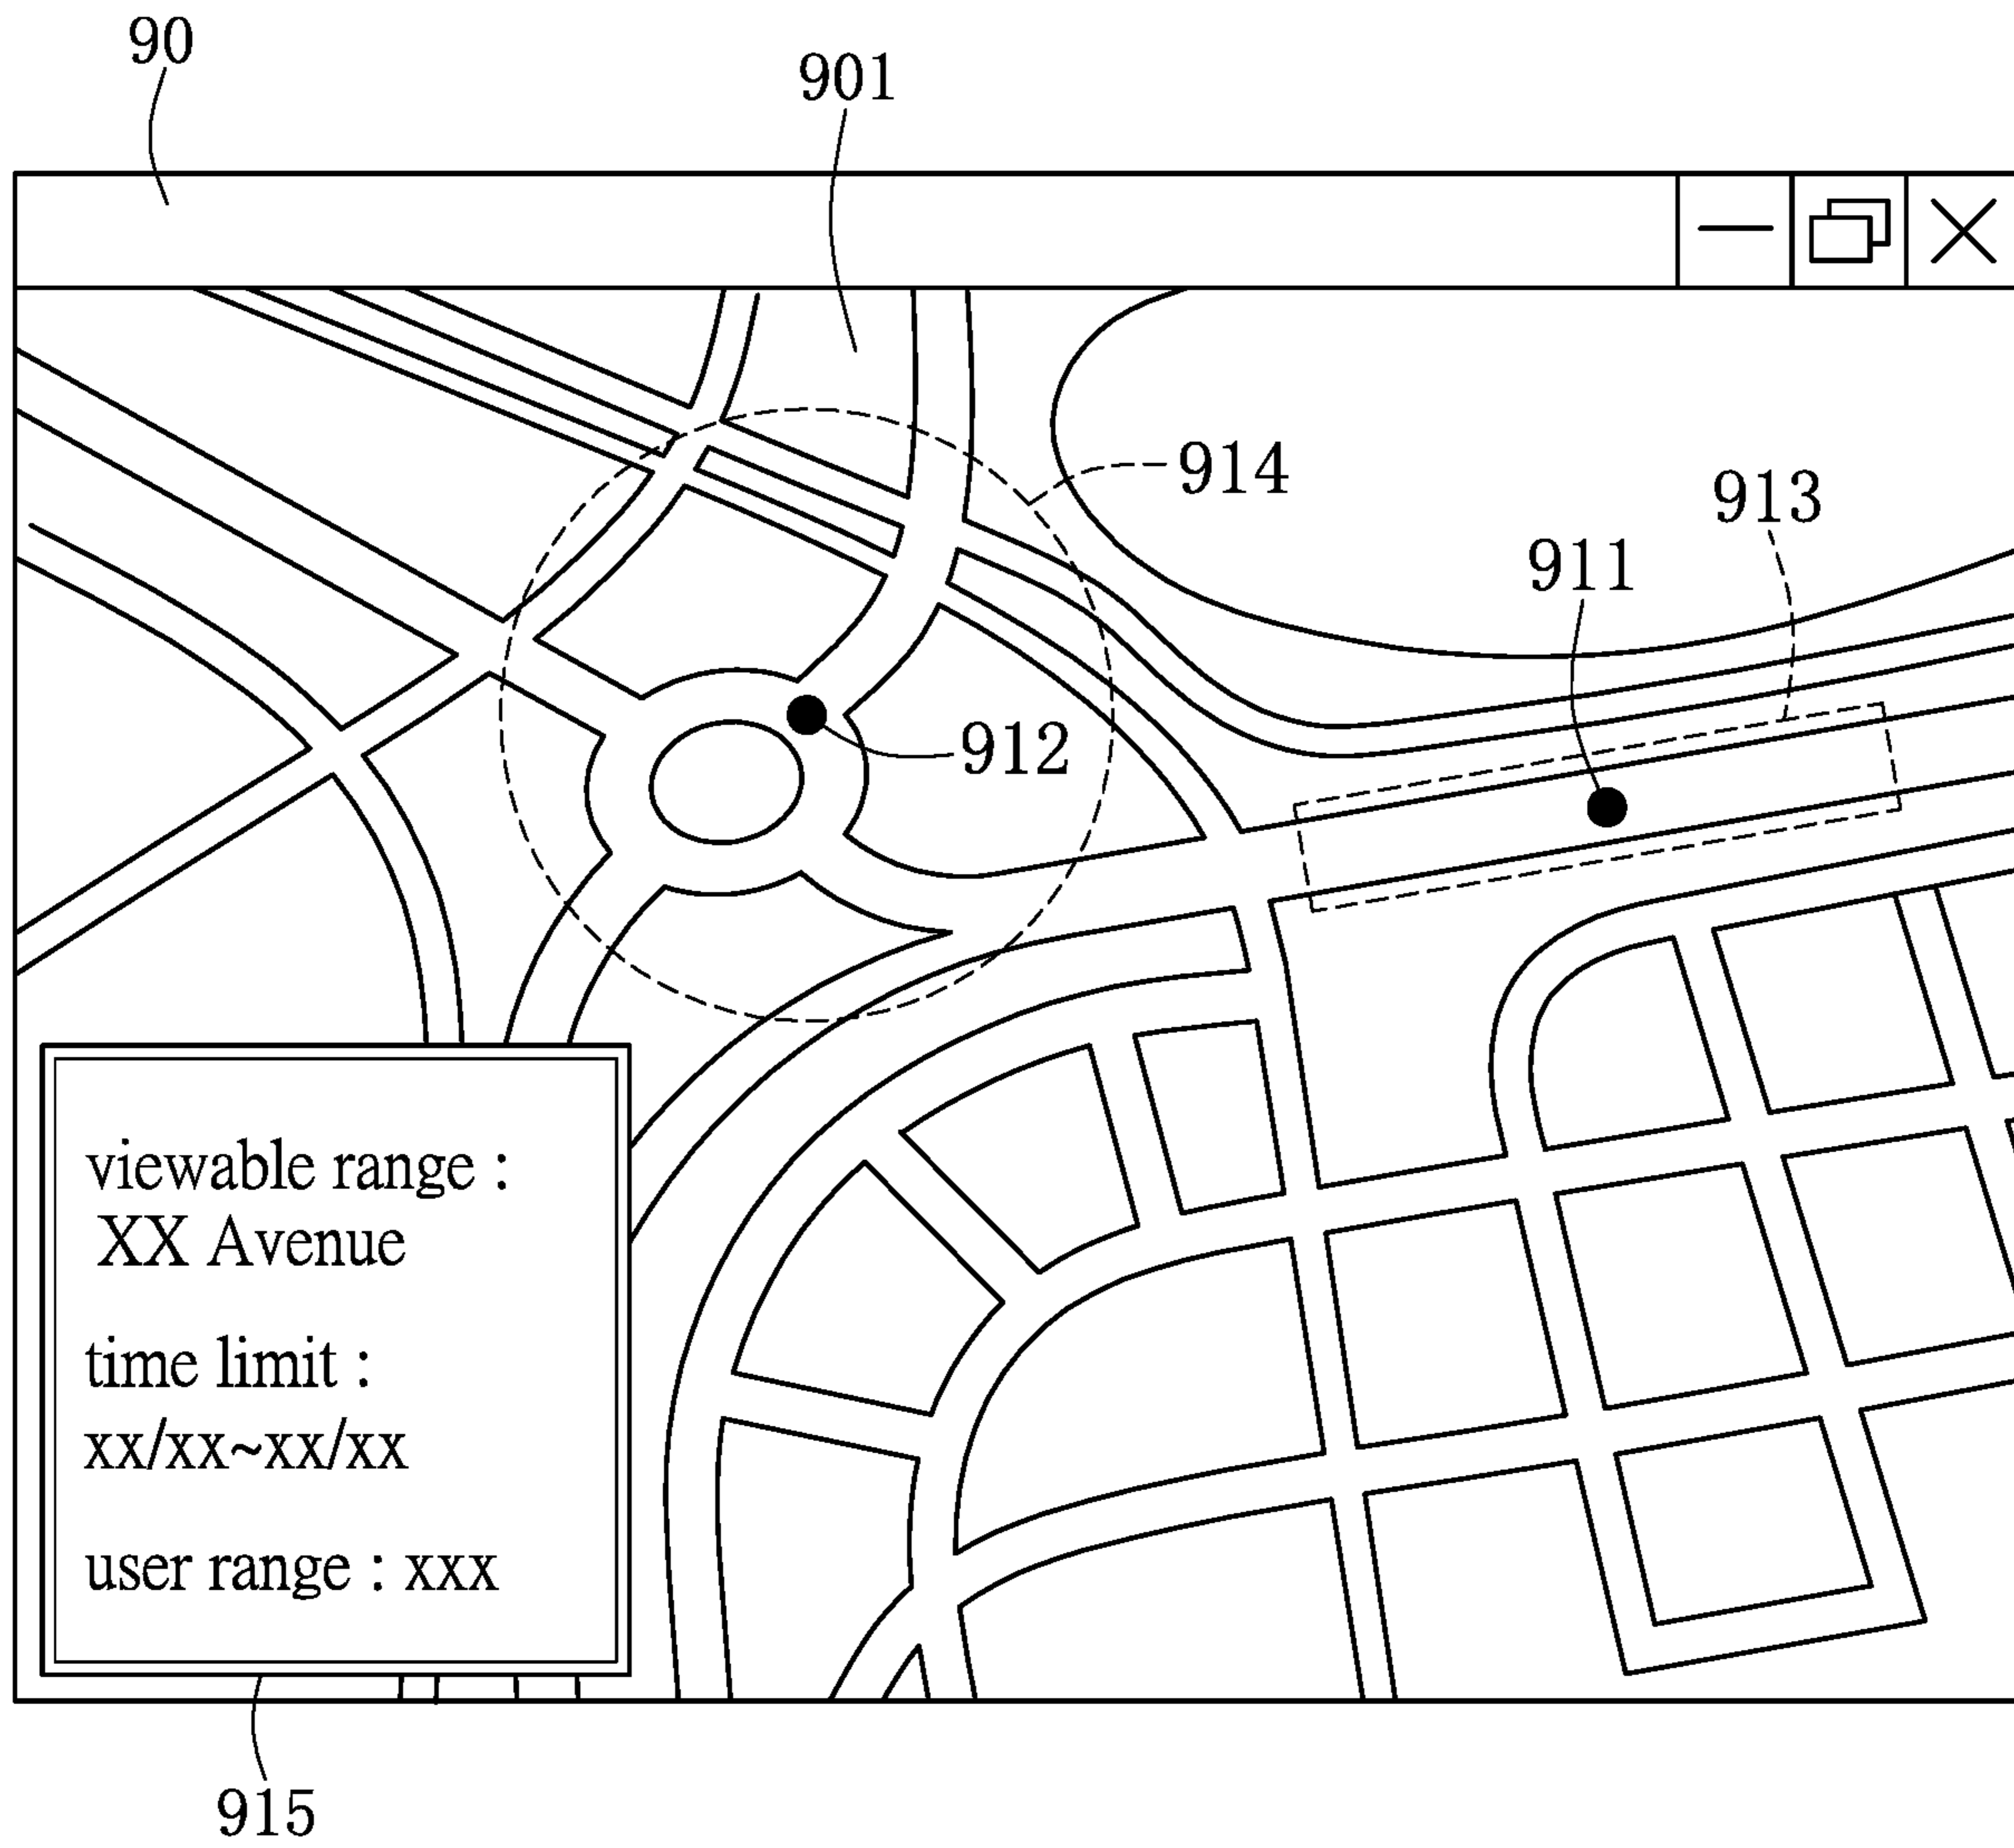 90
901
914
913
911
912
viewable range :
XX Avenue
time limit :
xx/xx~xx/xx
user range : xxx
915